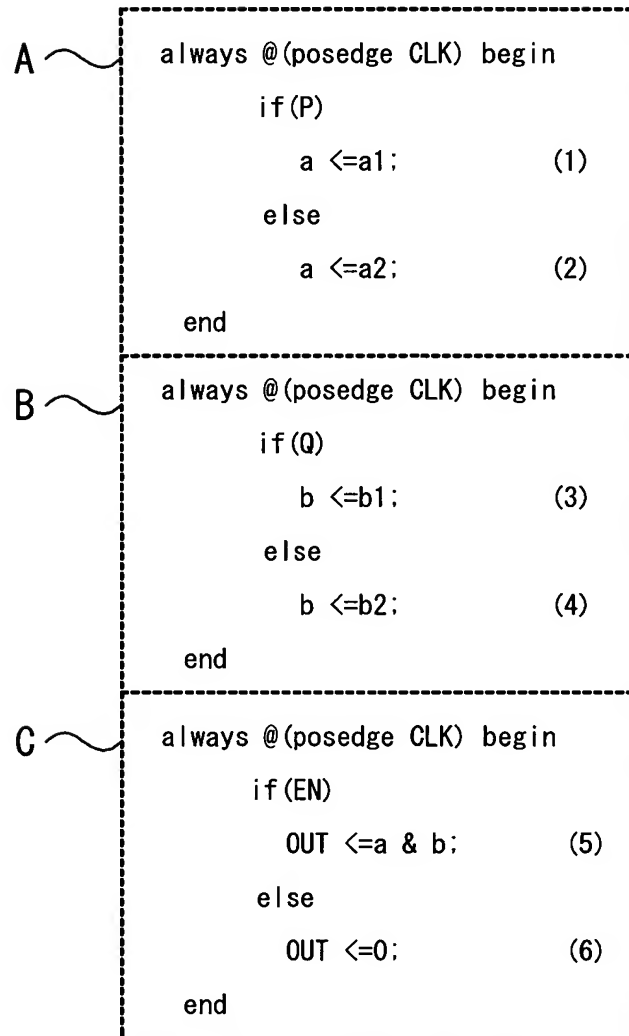 A
always @(posedge CLK) begin
if(P)
a <=a1; (1)
else
a <=a2; (2)
end
B
always @(posedge CLK) begin
if(Q)
b <=b1; (3)
else
b <=b2; (4)
end
C
always @(posedge CLK) begin
if(EN)
OUT <=a & b; (5)
else
OUT <=0; (6)
end